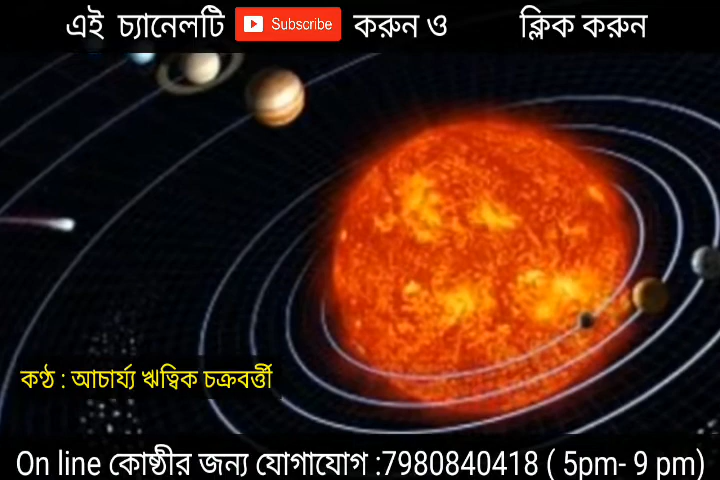 এই চ্যানেলটি Subscribe করুন ও ক্লিক করুন
কণ্ঠ : আচার্য্য ঋত্বিক চক্রবর্ত্তী
On line কোষ্ঠীর জন্য যোগাযোগ :7980840418 ( 5pm- 9 pm)